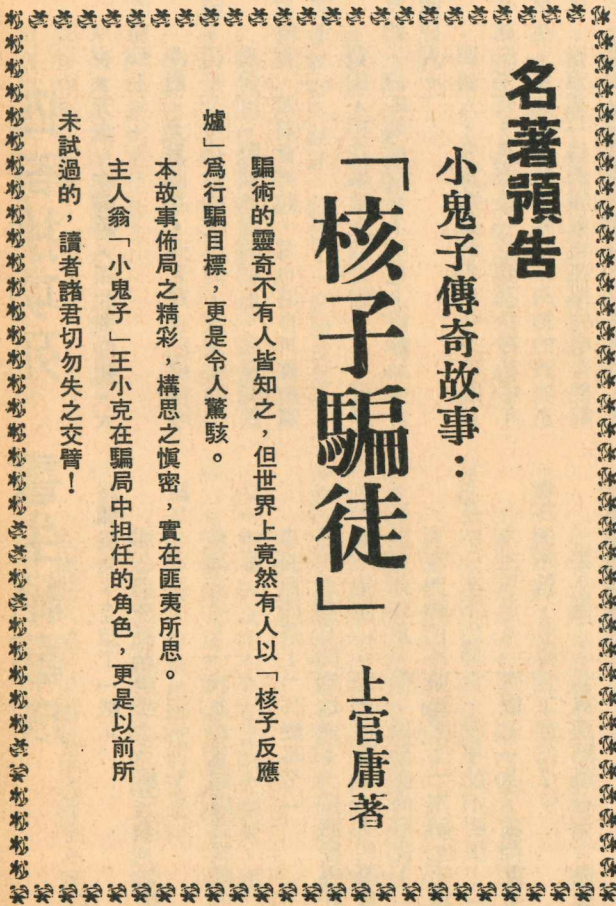 名著預告
小鬼子傳奇故事：
「核子騙徒」　上官庸著
騙術的靈奇不有人皆知之，但世界上竟然有人以「核子反應
爐」爲行騙目標，更是令人驚駭。
本故事佈局之精彩，構思之愼密，實在匪夷所思。
主人翁「小鬼子」王小克在騙局中担任的角色，更是以前所
未試過的，讀者諸君切勿失之交臂！